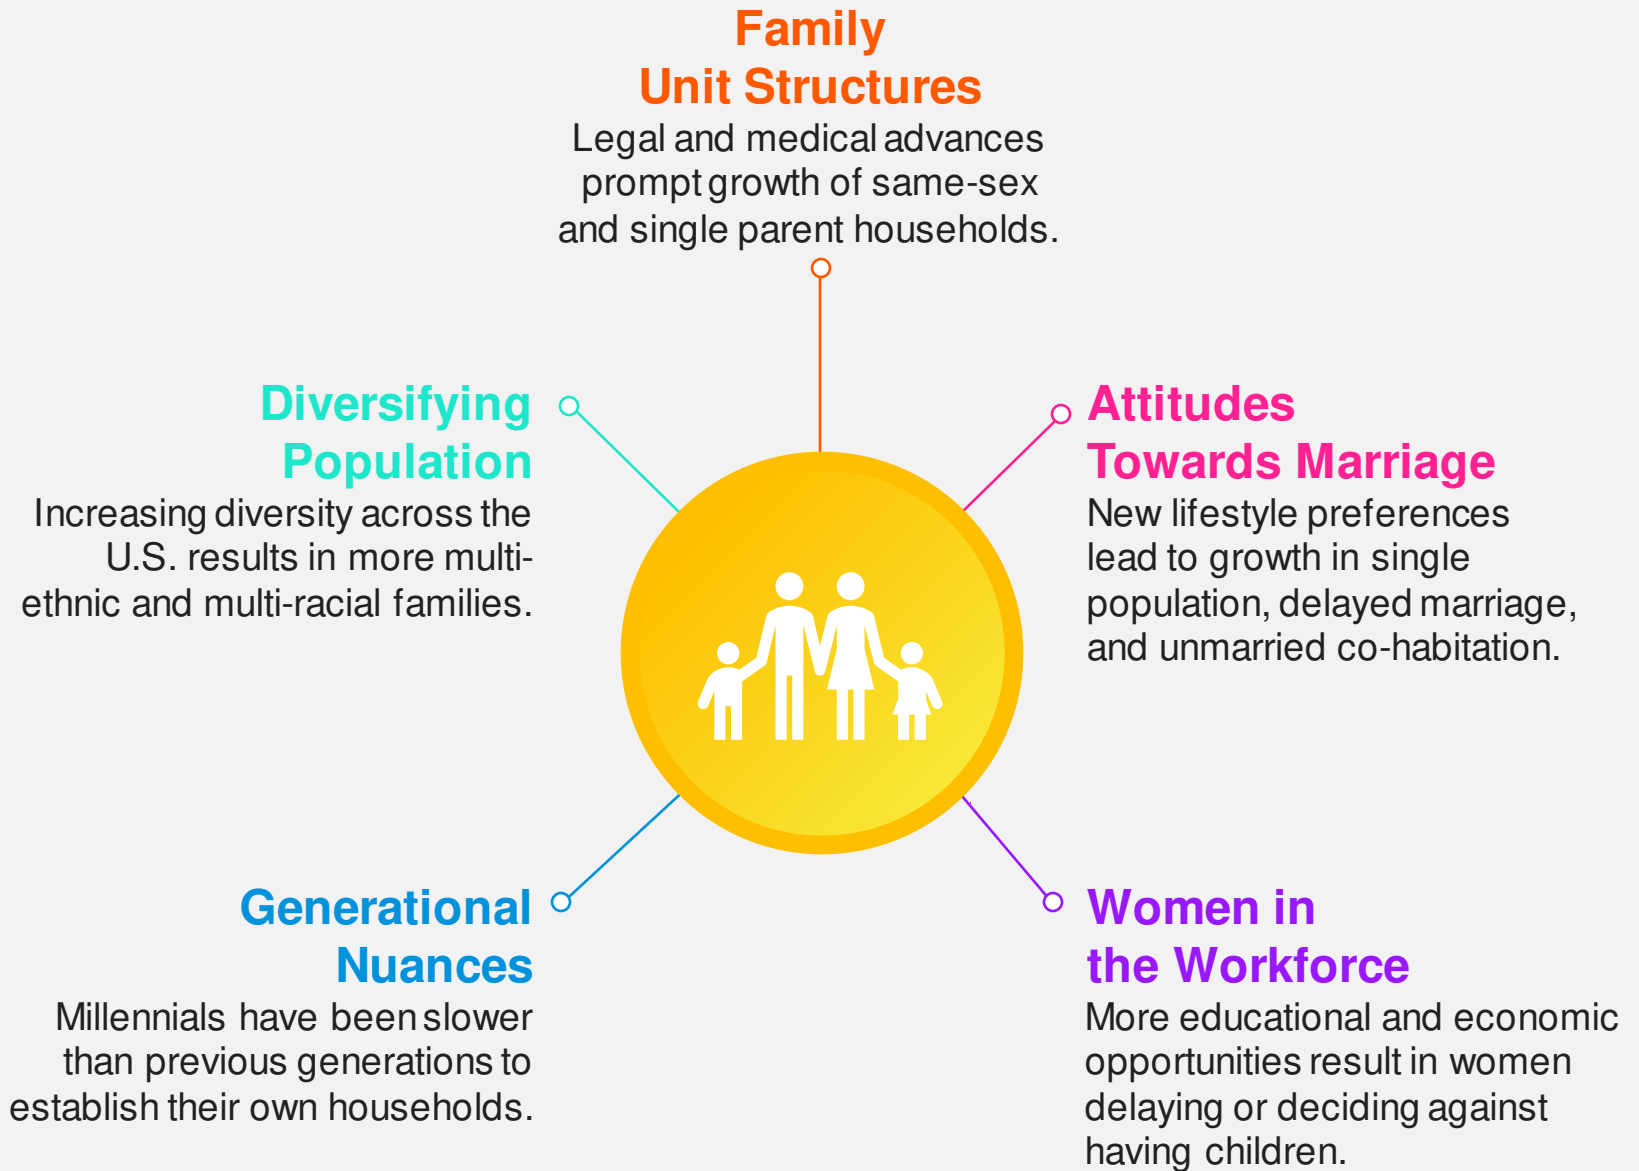 Family
Unit Structures
Legal and medical advances
prompt growth of same-sex
and single parent households.
Diversifying
Population
Increasing diversity across the
U.S. results in more multi-
ethnic and multi-racial families.
Attitudes
Towards Marriage
New lifestyle preferences
lead to growth in single
population, delayed marriage,
and unmarried co-habitation.
Generational
Nuances
Millennials have been slower
than previous generations to
establish their own households.
Women in
the Workforce
More educational and economic
opportunities result in women
delaying or deciding against
having children.